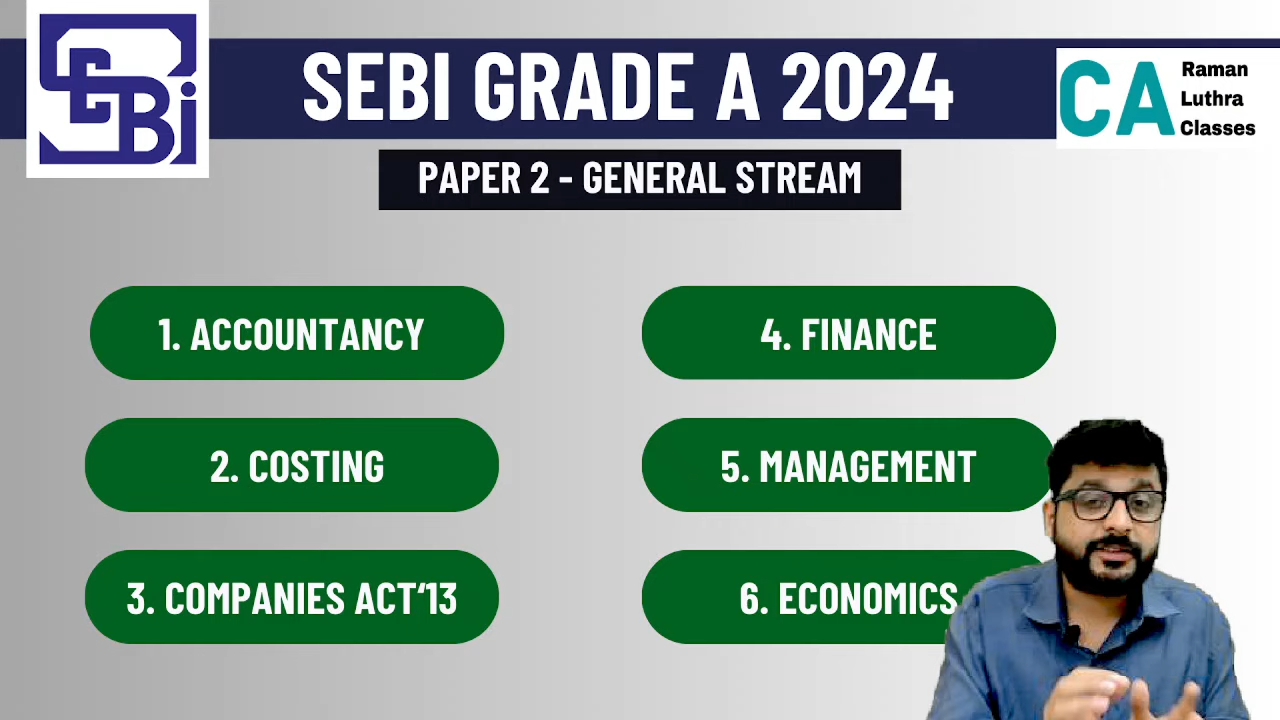 SEBI
SEBI GRADE A 2024
CA
Raman
Luthra
Classes
PAPER 2 - GENERAL STREAM
1. ACCOUNTANCY
2. COSTING
3. COMPANIES ACT‘13
4. FINANCE
5. MANAGEMENT
6. ECONOMICS